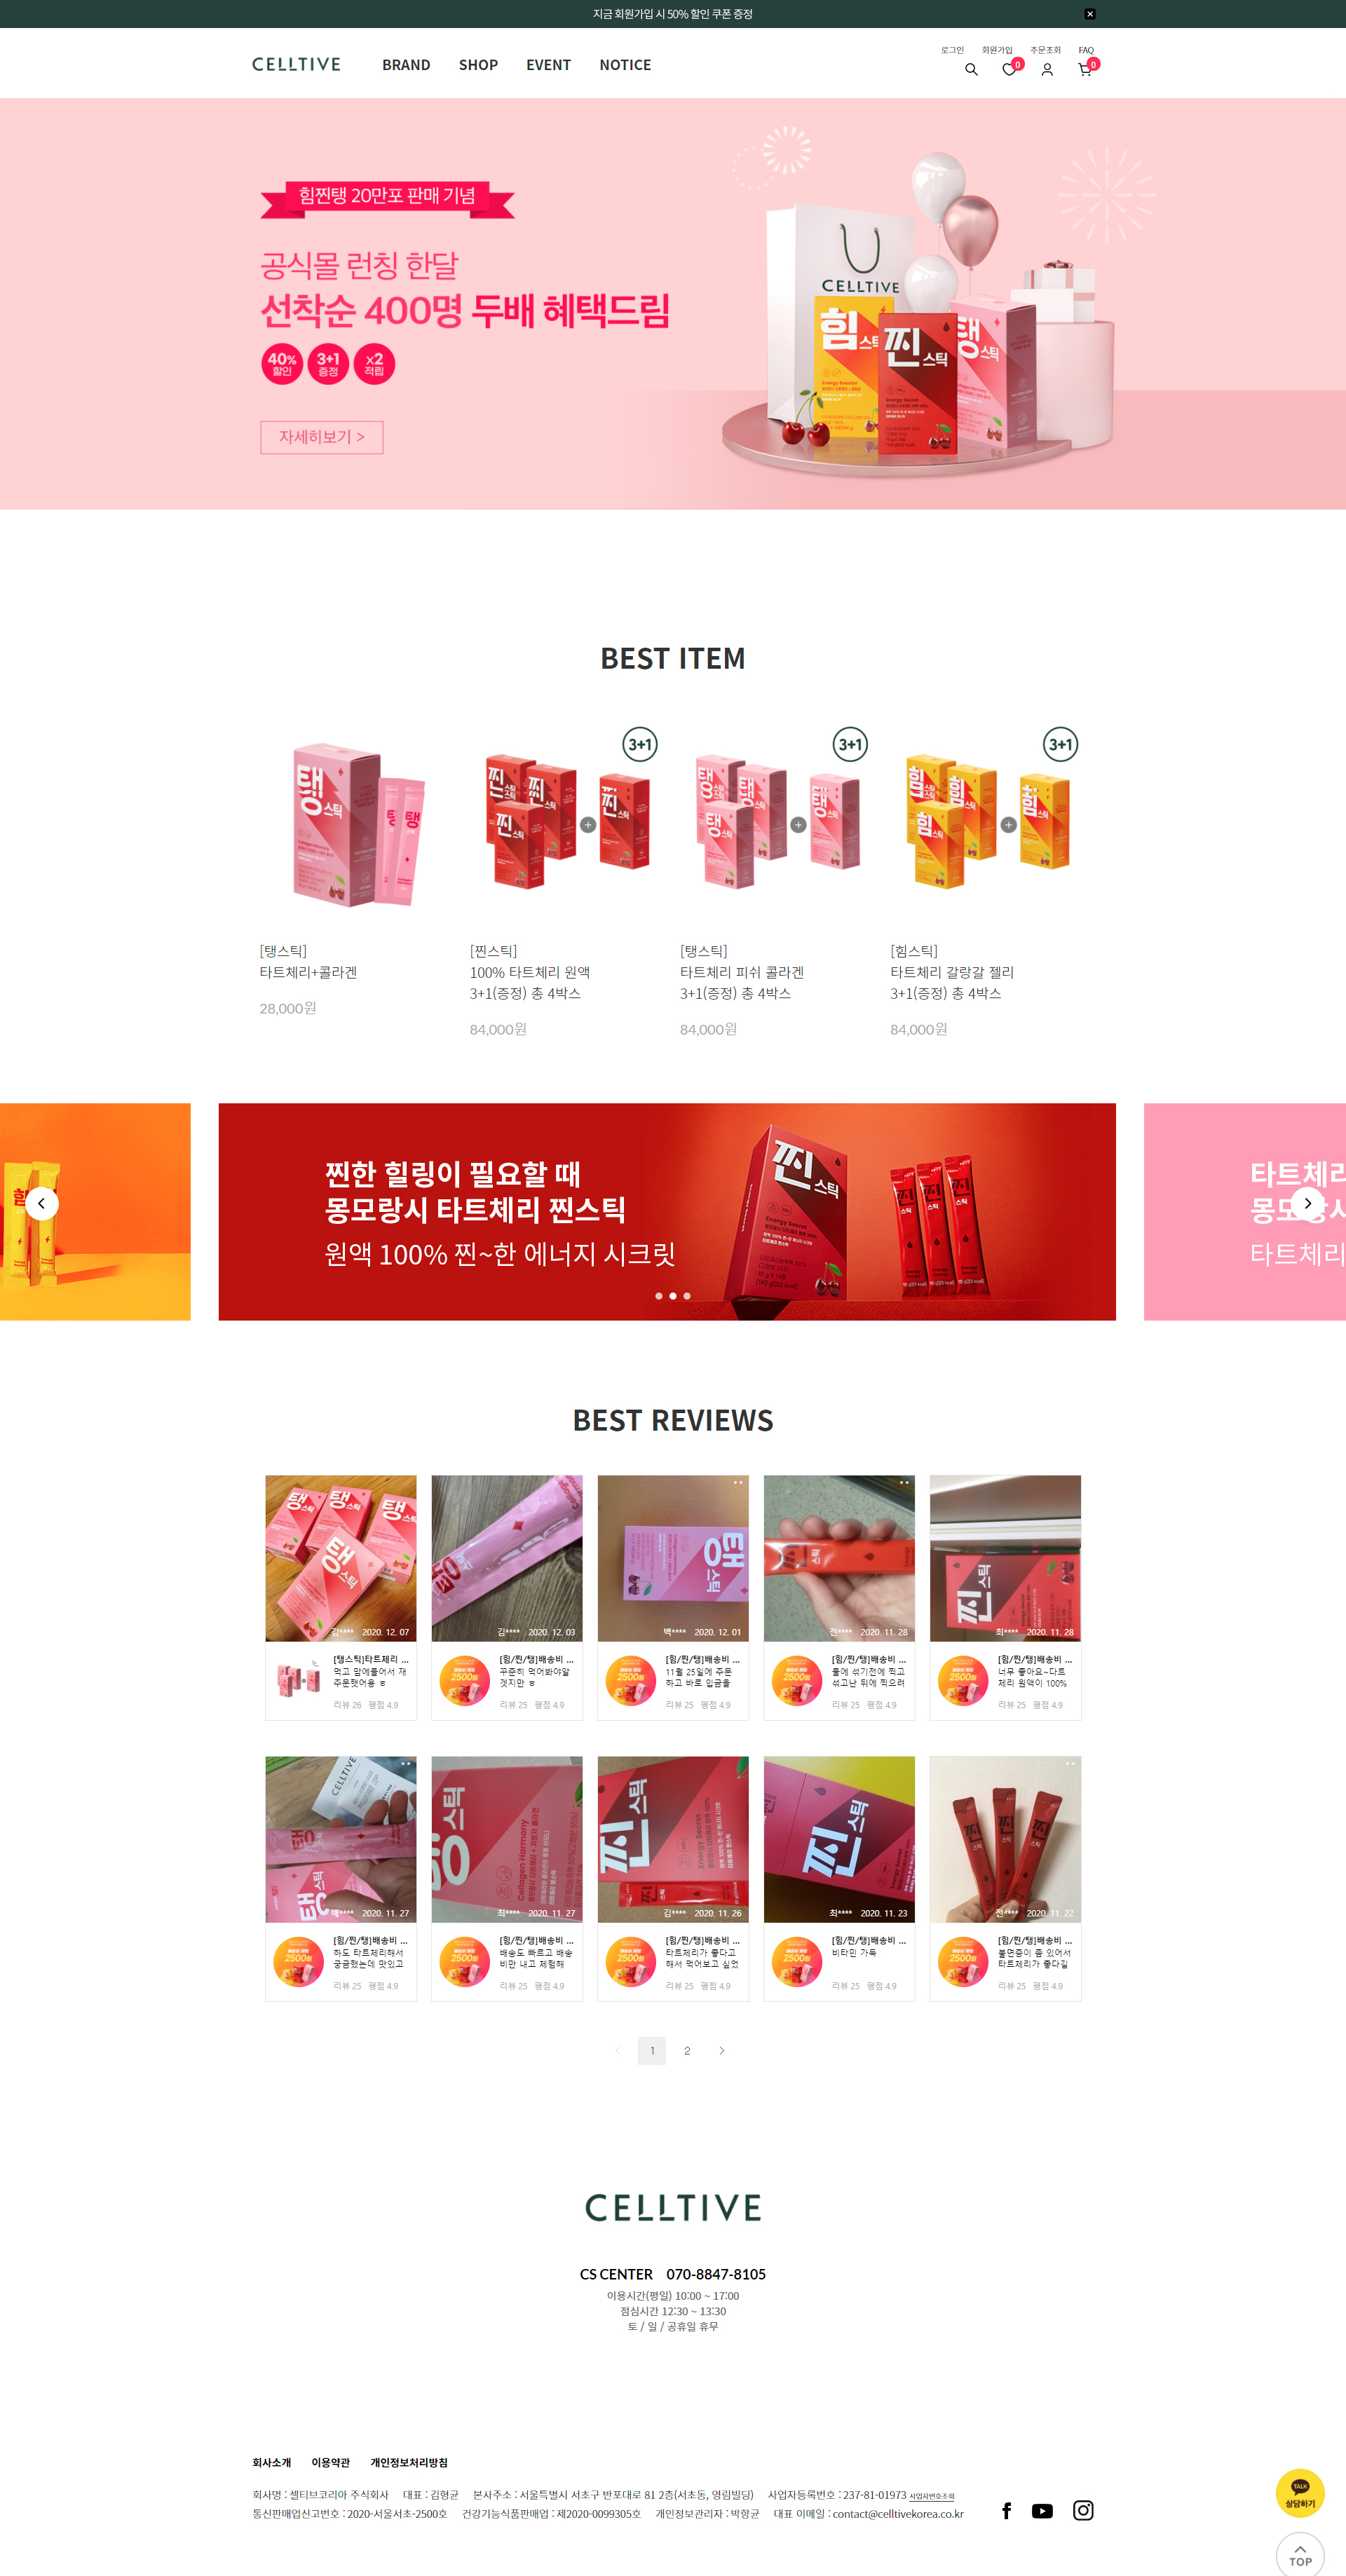 지금 회원가입 시 50% 할인 쿠폰 증정
로그인 회원가입 주문조회 FAQ
CELLTIVE BRAND SHOP EVENT NOTICE
0 0
힘찐탱 20만포 판매 기념
공식몰 런칭 한달
선착순 400명 두배 혜택드림
40% 할인 3+1 증정 x2 적립
자세히보기 >
CELLTIVE
힘스틱 찐스틱 탱스틱
Energy Booster
Energy Secret
BEST ITEM
3+1 3+1 3+1
[탱스틱]
타트체리+콜라겐
28,000원
[찐스틱]
100% 타트체리 원액
3+1(증정) 총 4박스
84,000원
[탱스틱]
타트체리 피쉬 콜라겐
3+1(증정) 총 4박스
84,000원
[힘스틱]
타트체리 갈랑갈 젤리
3+1(증정) 총 4박스
84,000원
찐한 힐링이 필요할 때
몽모랑시 타트체리 찐스틱
원액 100% 찐~한 에너지 시크릿
찐스틱
Energy Secret
타트체리
타트체리
BEST REVIEWS
김**** 2020. 12. 07
[탱스틱]타트체리 ...
먹고 맘에들어서 재
주문햇어용 ㅎ
리뷰 26 평점 4.9
김**** 2020. 12. 03
[힘/찐/탱]배송비 ...
꾸준히 먹어봐야알
겟지만 ㅎ
리뷰 25 평점 4.9
백**** 2020. 12. 01
[힘/찐/탱]배송비 ...
11월 25일에 주문
하고 바로 입금을
리뷰 25 평점 4.9
전**** 2020. 11. 28
[힘/찐/탱]배송비 ...
물에 섞기전에 찍고
섞고난 뒤에 찍으려
리뷰 25 평점 4.9
최**** 2020. 11. 28
[힘/찐/탱]배송비 ...
너무 좋아요~다트
체리 원액이 100%
리뷰 25 평점 4.9
배**** 2020. 11. 27
[힘/찐/탱]배송비 ...
하도 타트체리해서
궁금했는데 맛있고
리뷰 25 평점 4.9
최**** 2020. 11. 27
[힘/찐/탱]배송비 ...
배송도 빠르고 배송
비만 내고 체험해
리뷰 25 평점 4.9
김**** 2020. 11. 26
[힘/찐/탱]배송비 ...
타트체리가 좋다고
해서 먹어보고 싶었
리뷰 25 평점 4.9
최**** 2020. 11. 23
[힘/찐/탱]배송비 ...
비타민 가득
리뷰 25 평점 4.9
전**** 2020. 11. 22
[힘/찐/탱]배송비 ...
불면증이 좀 있어서
타트체리가 좋다길
리뷰 25 평점 4.9
1 2
CELLTIVE
CS CENTER 070-8847-8105
이용시간(평일) 10:00 ~ 17:00
점심시간 12:30 ~ 13:30
토 / 일 / 공휴일 휴무
회사소개 이용약관 개인정보처리방침
회사명 : 셀티브코리아 주식회사 대표 : 김형균 본사주소 : 서울특별시 서초구 반포대로 81 2층(서초동, 영림빌딩) 사업자등록번호 : 237-81-01973 사업자번호조회
통신판매업신고번호 : 2020-서울서초-2500호 건강기능식품판매업 : 제2020-0099305호 개인정보관리자 : 박항균 대표 이메일 : contact@celltivekorea.co.kr
TALK
상담하기
TOP